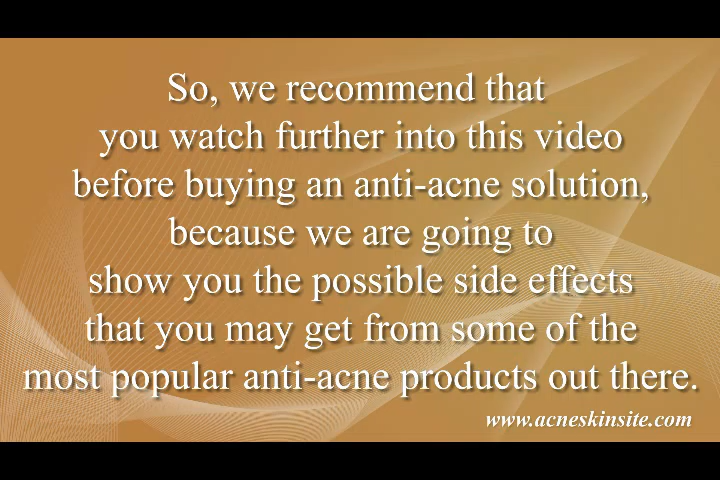 So, we recommend that
you watch further into this video
before buying an anti-acne solution,
because we are going to
show you the possible side effects
that you may get from some of the
most popular anti-acne products out there.
www.acneskinsite.com